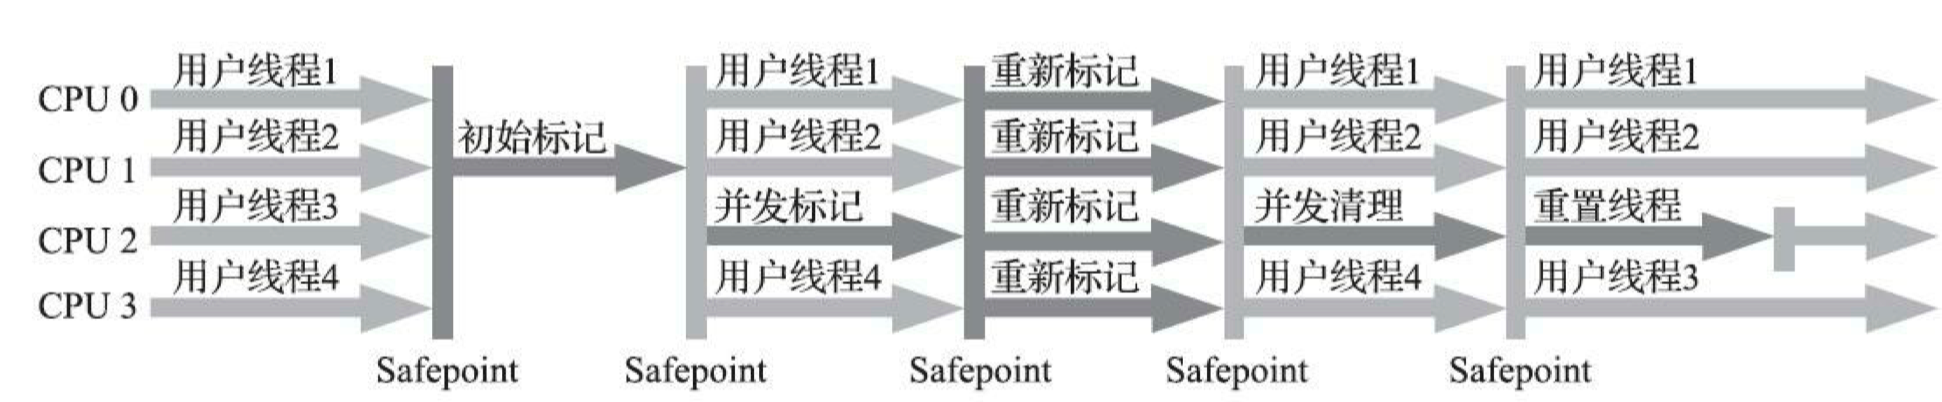 用户线程1 用户线程1 重新标记 用户线程1 用户线程1
CPU 0
用户线程2 初始标记 用户线程2 重新标记 用户线程2 用户线程2
CPU 1
用户线程3 并发标记 重新标记 并发清理 重置线程
CPU 2
用户线程4 用户线程4 重新标记 用户线程4 用户线程3
CPU 3
Safepoint Safepoint Safepoint Safepoint Safepoint